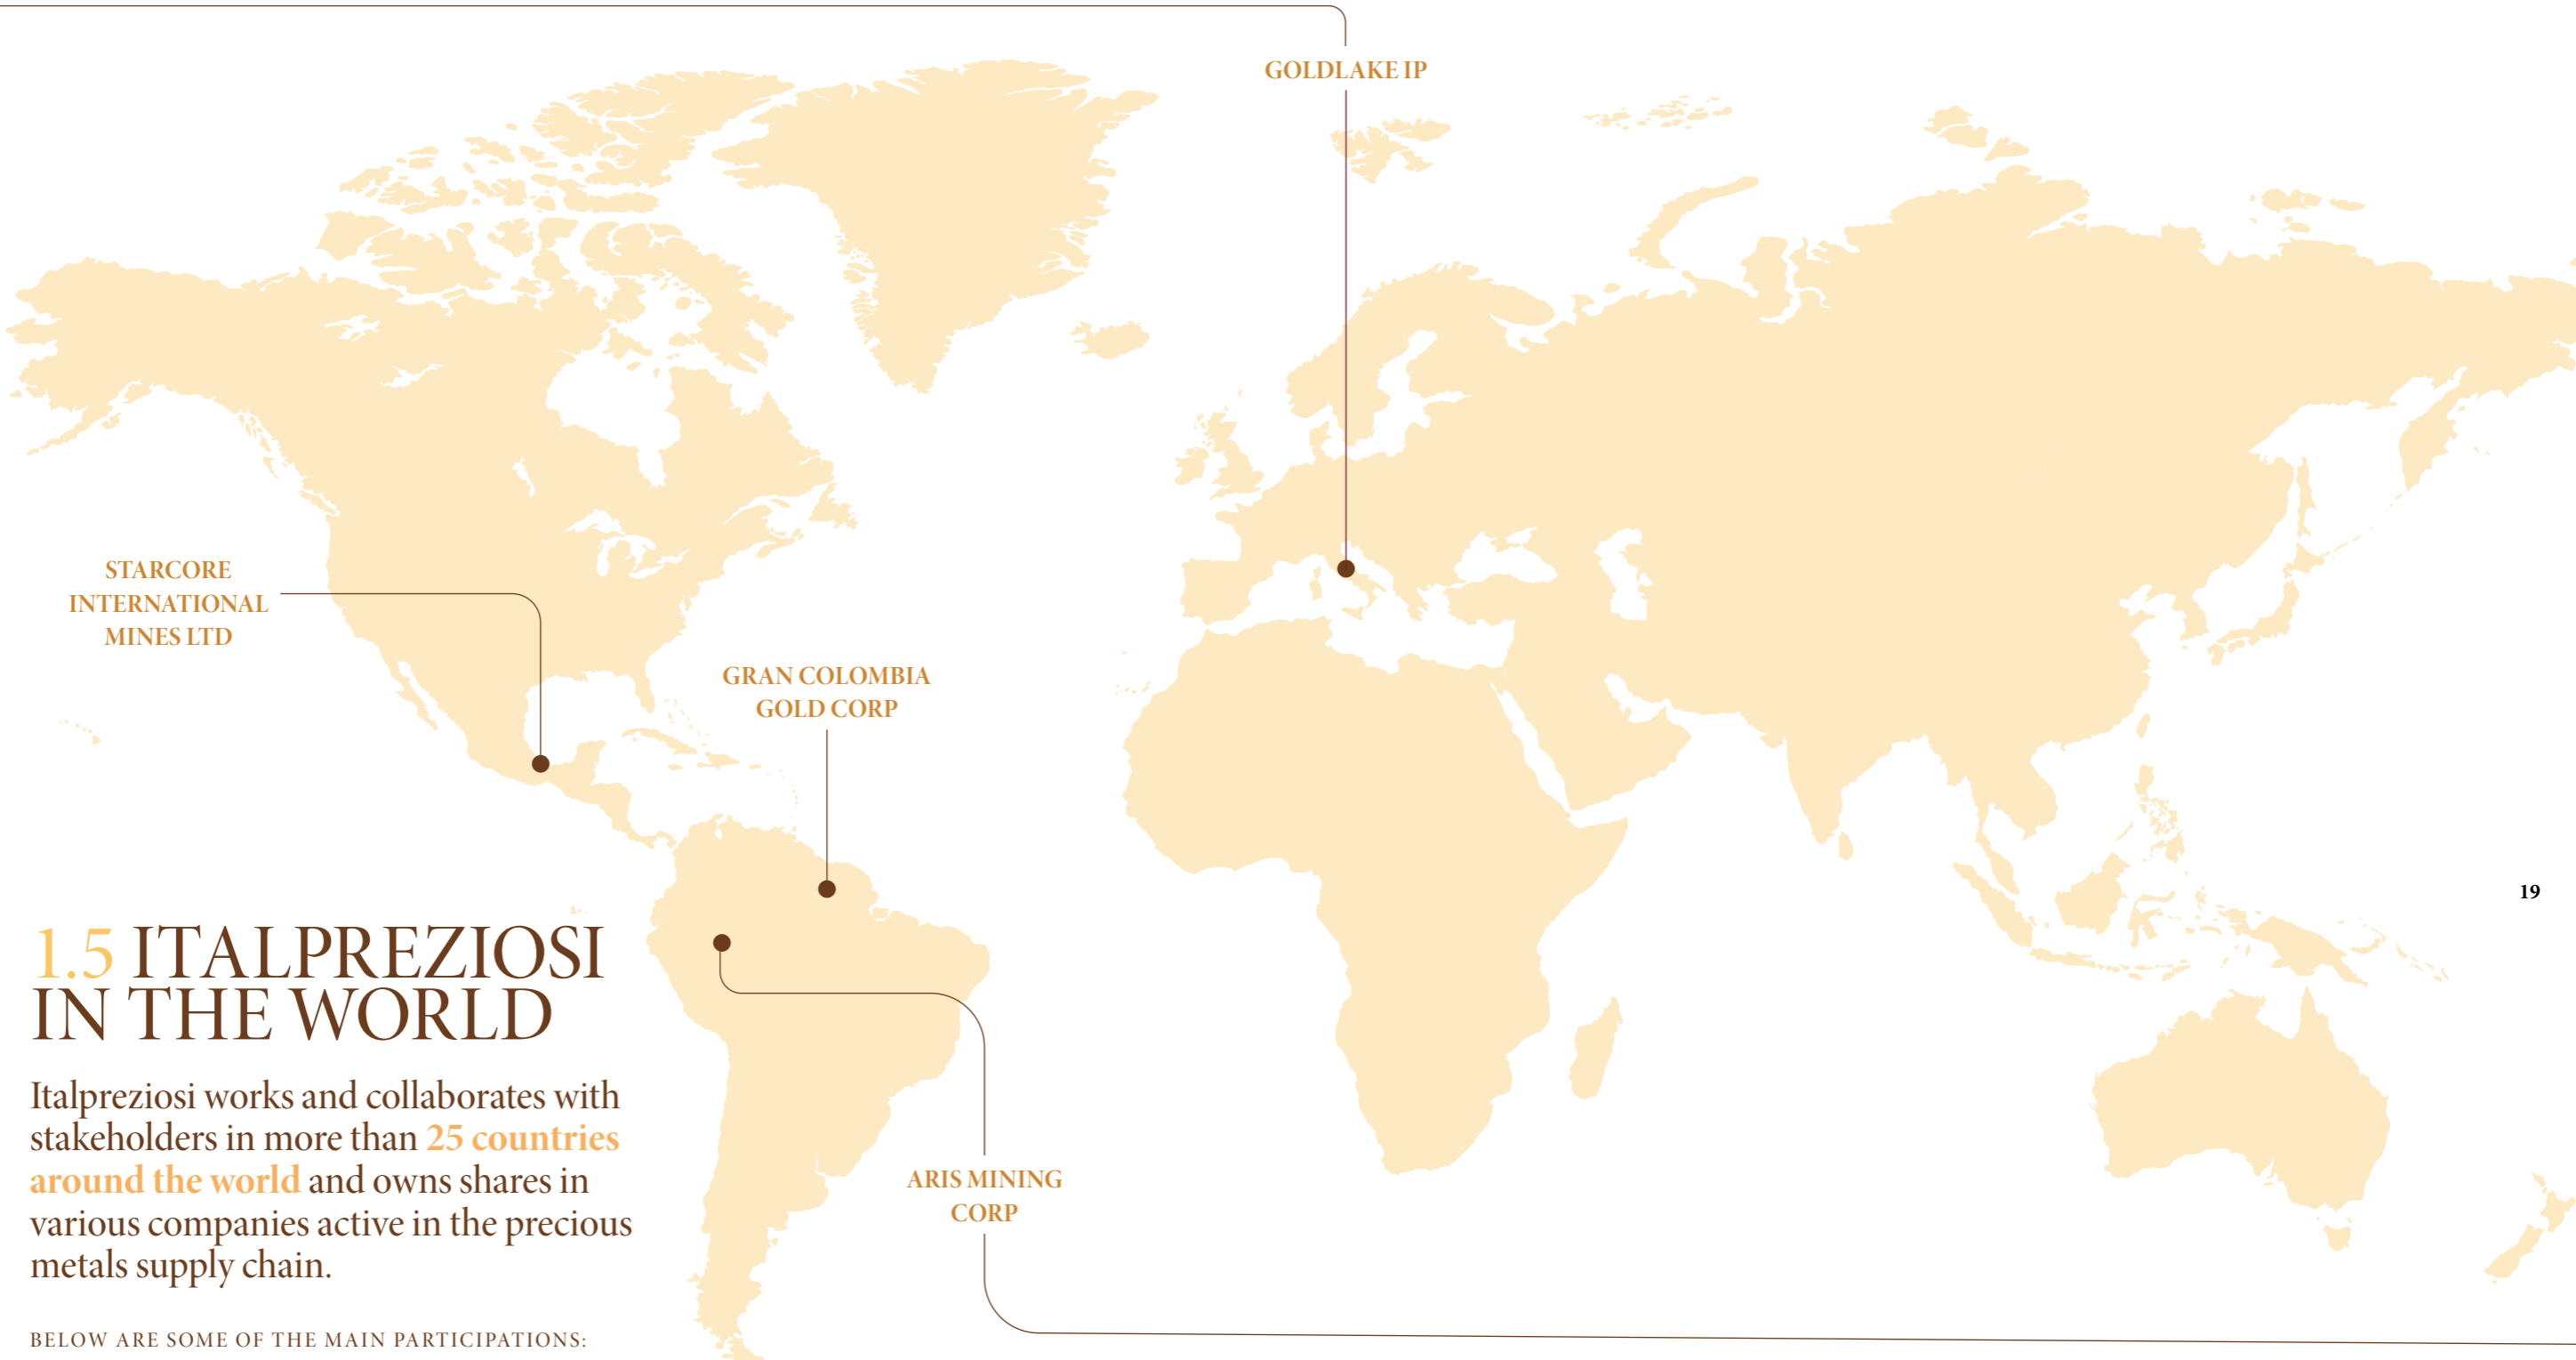 GOLDLAKE IP
STARCORE
INTERNATIONAL
MINES LTD
GRAN COLOMBIA
GOLD CORP
19
1.5 ITALPREZIOSI
IN THE WORLD
Italpreziosi works and collaborates with
stakeholders in more than 25 countries
around the world and owns shares in
various companies active in the precious
metals supply chain.
ARIS MINING
CORP
BELOW ARE SOME OF THE MAIN PARTICIPATIONS: